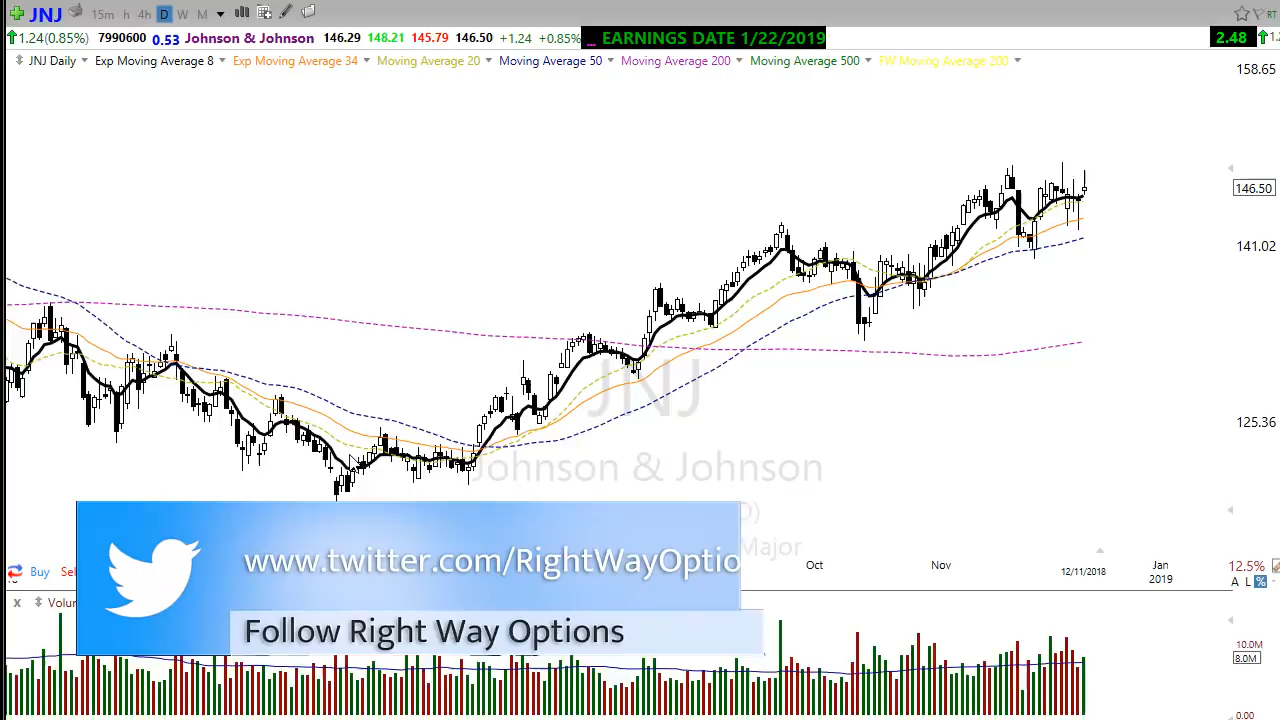 JNJ 15m h 4h D W M RT
1.24(0.85%) 7990600 0.53 Johnson & Johnson 146.29 148.21 145.79 146.50 +1.24 +0.85% EARNINGS DATE 1/22/2019 2.48
JNJ Daily Exp Moving Average 8 Exp Moving Average 34 Moving Average 20 Moving Average 50 Moving Average 200 Moving Average 500 FW Moving Average 200
158.65
146.50
141.02
JNJ
125.36
Johnson & Johnson
www.twitter.com/RightWayOptio
Major
Oct Nov 12/11/2018 Jan 2019
12.5%
Buy Sel
A L %
X Volum
Follow Right Way Options
10.0M
8.0M
0.00